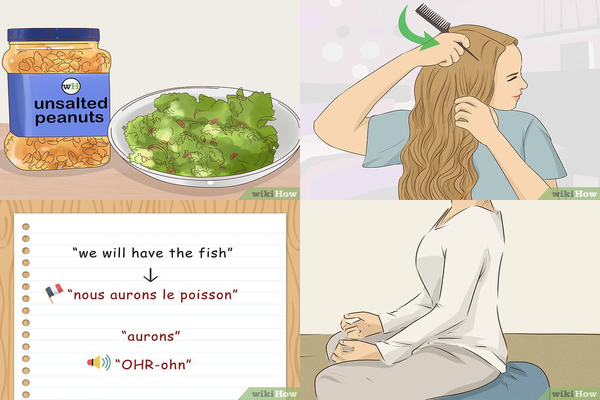 wH
unsalted
peanuts
wikiHow
wikiHow
"we will have the fish"
"nous aurons le poisson"
"aurons"
"OHR-ohn"
wikiHow
wikiHow